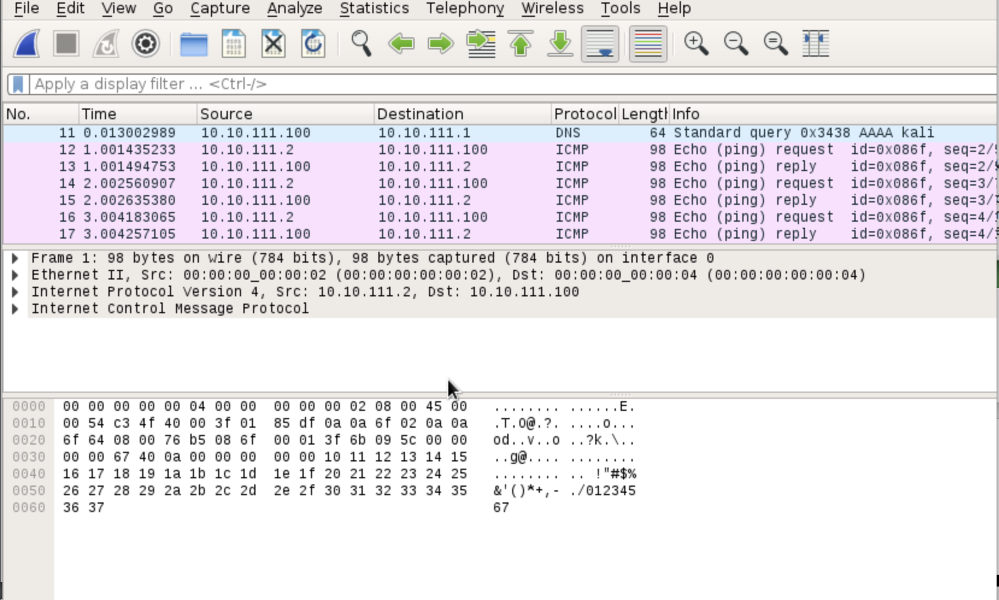 File Edit View Go Capture Analyze Statistics Telephony Wireless Tools Help
Apply a display filter ... <Ctrl-/>
No. Time Source Destination Protocol Length Info
11 0.013002989 10.10.111.100 10.10.111.1 DNS 64 Standard query 0x3438 AAAA kali
12 1.001435233 10.10.111.2 10.10.111.100 ICMP 98 Echo (ping) request id=0x086f, seq=2/
13 1.001494753 10.10.111.100 10.10.111.2 ICMP 98 Echo (ping) reply id=0x086f, seq=2/
14 2.002560907 10.10.111.2 10.10.111.100 ICMP 98 Echo (ping) request id=0x086f, seq=3/
15 2.002635380 10.10.111.100 10.10.111.2 ICMP 98 Echo (ping) reply id=0x086f, seq=3/
16 3.004183065 10.10.111.2 10.10.111.100 ICMP 98 Echo (ping) request id=0x086f, seq=4/
17 3.004257105 10.10.111.100 10.10.111.2 ICMP 98 Echo (ping) reply id=0x086f, seq=4/
Frame 1: 98 bytes on wire (784 bits), 98 bytes captured (784 bits) on interface 0
Ethernet II, Src: 00:00:00_00:00:02 (00:00:00:00:00:02), Dst: 00:00:00_00:00:04 (00:00:00:00:00:04)
Internet Protocol Version 4, Src: 10.10.111.2, Dst: 10.10.111.100
Internet Control Message Protocol
0000 00 00 00 00 00 04 00 00 00 00 00 02 08 00 45 00 ........ ......E.
0010 00 54 c3 4f 40 00 3f 01 85 df 0a 0a 6f 02 0a 0a .T.O@.?. ....o...
0020 6f 64 08 00 76 b5 08 6f 00 01 3f 6b 09 5c 00 00 od..v..o ..?k.\..
0030 00 00 67 40 0a 00 00 00 00 00 10 11 12 13 14 15 ..g@.... ........
0040 16 17 18 19 1a 1b 1c 1d 1e 1f 20 21 22 23 24 25 ........ .. !"#$%
0050 26 27 28 29 2a 2b 2c 2d 2e 2f 30 31 32 33 34 35 &'()*+,- ./012345
0060 36 37 67